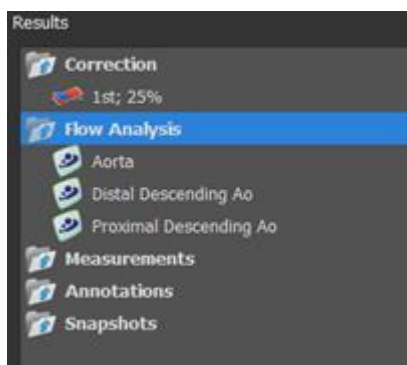 Results
Correction
1st; 25%
Flow Analysis
Aorta
Distal Descending Ao
Proximal Descending Ao
Measurements
Annotations
Snapshots